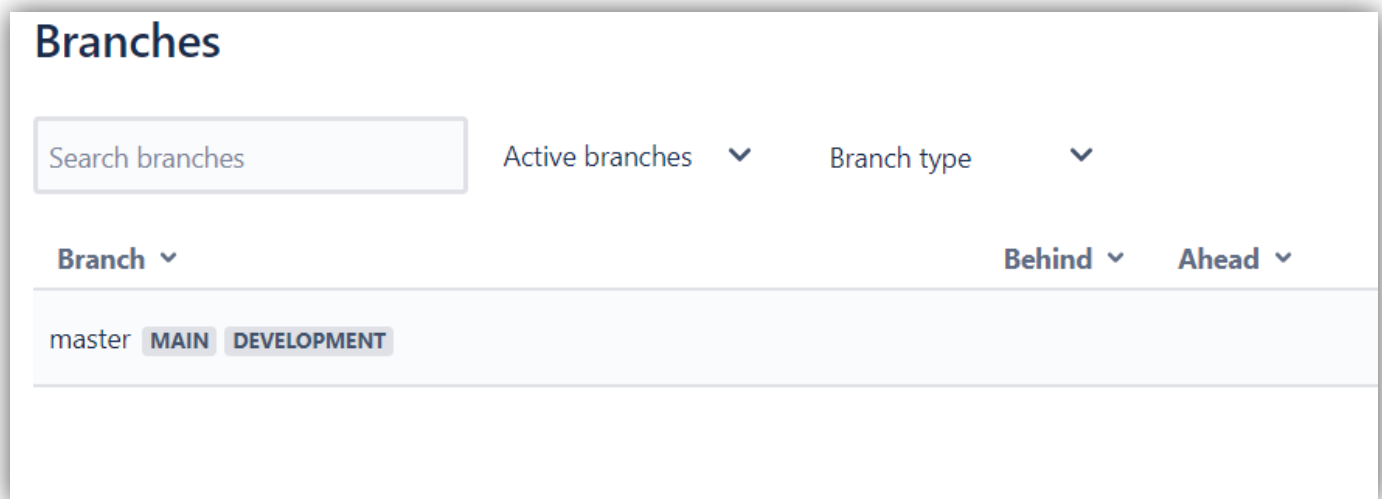 Branches
Search branches Active branches Branch type
Branch Behind Ahead
master MAIN DEVELOPMENT